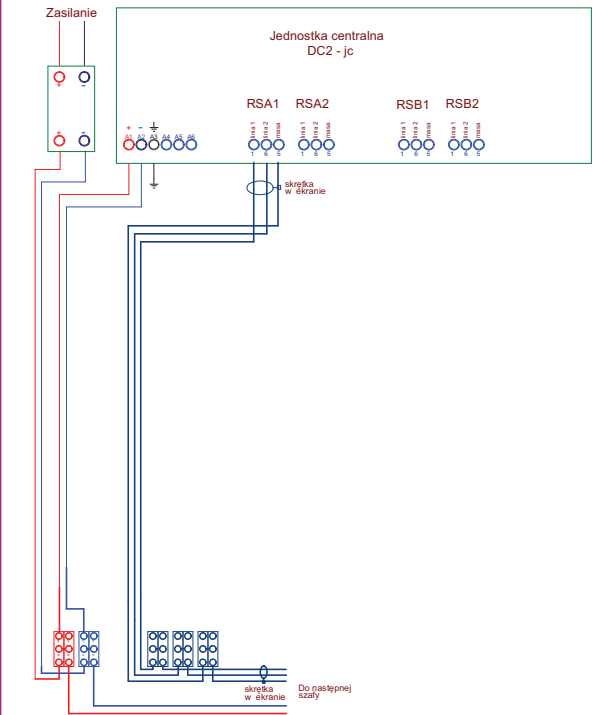 Zasilanie
Jednostka centralna
DC2 - jc
RSA1
RSA2
RSB1
RSB2
+ -
+ -
+ -
A1 A2 A3 A4 A5 A6
linia 1 linia 2 masa
linia 1 linia 2 masa
linia 1 linia 2 masa
linia 1 linia 2 masa
1 6 5
1 6 5
1 6 5
1 6 5
skrętka
w ekranie
skrętka
w ekranie
Do następnej
szafy